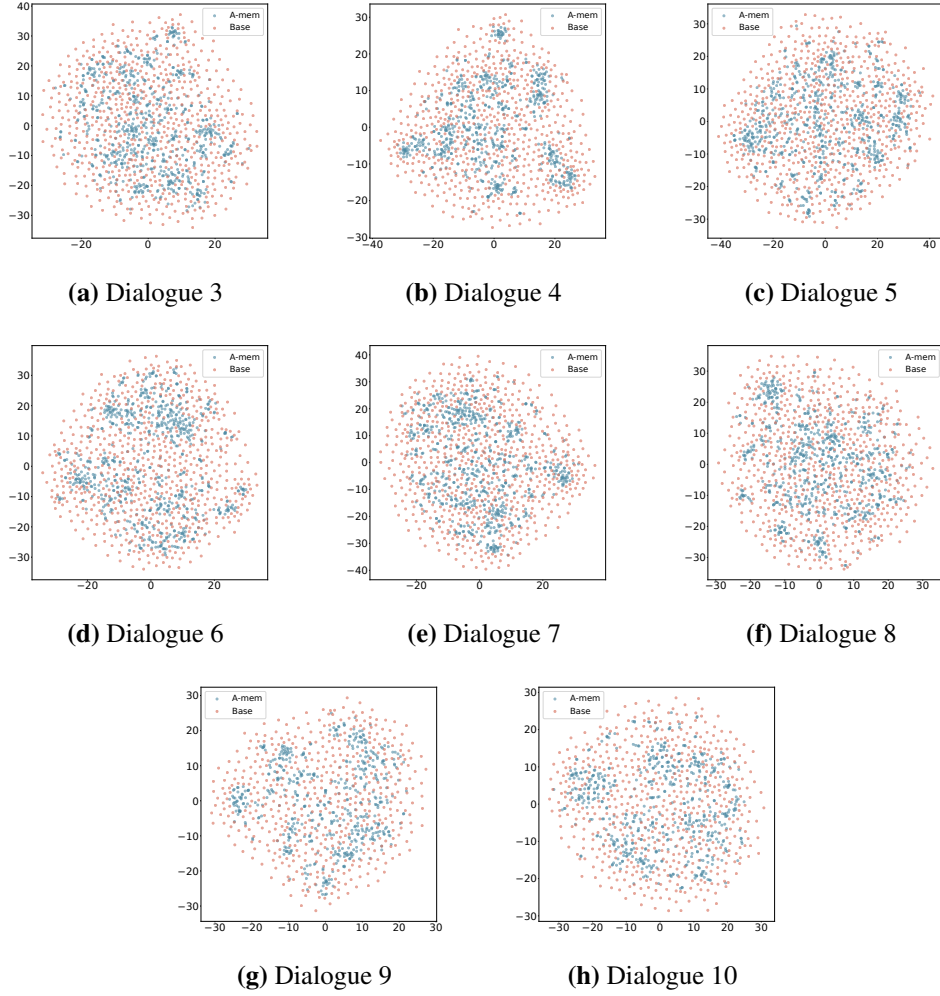 A-mem
Base
40
30
20
10
0
−10
−20
−30
−20 0 20
(a) Dialogue 3
A-mem
Base
30
20
10
0
−10
−20
−30
−40 −20 0 20
(b) Dialogue 4
A-mem
Base
30
20
10
0
−10
−20
−30
−40 −20 0 20 40
(c) Dialogue 5
A-mem
Base
30
20
10
0
−10
−20
−30
−20 0 20
(d) Dialogue 6
A-mem
Base
40
30
20
10
0
−10
−20
−30
−40
−20 0 20
(e) Dialogue 7
A-mem
Base
30
20
10
0
−10
−20
−30
−30 −20 −10 0 10 20 30
(f) Dialogue 8
A-mem
Base
30
20
10
0
−10
−20
−30
−30 −20 −10 0 10 20 30
(g) Dialogue 9
A-mem
Base
30
20
10
0
−10
−20
−30
−30 −20 −10 0 10 20 30
(h) Dialogue 10